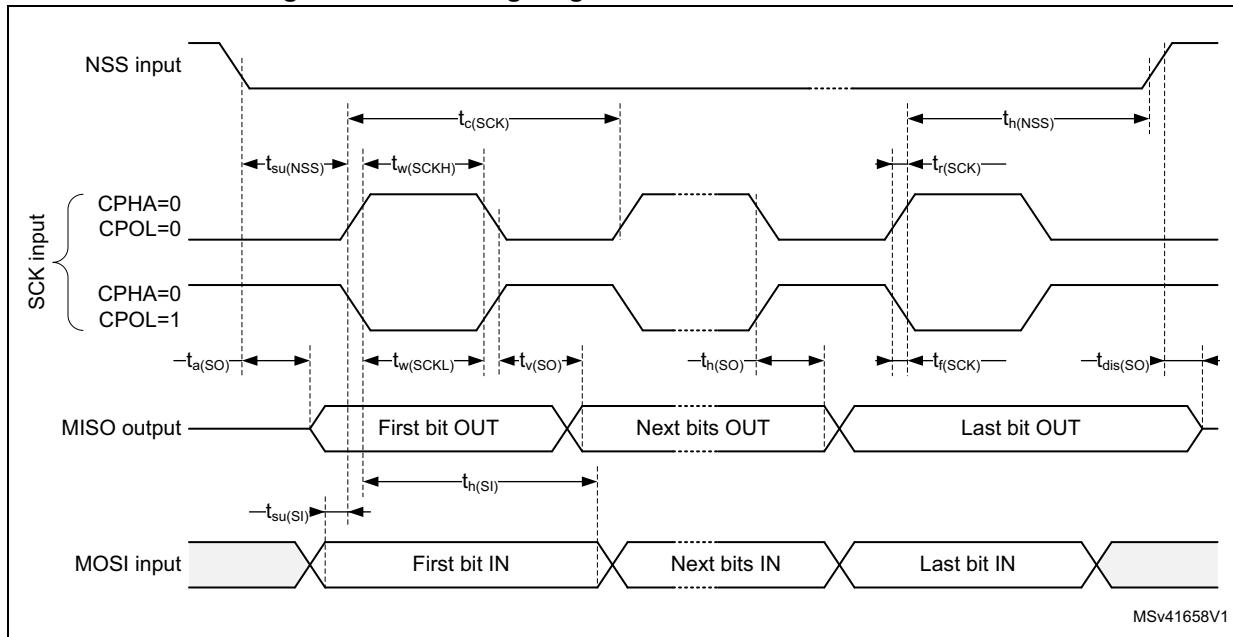 NSS input
tc(SCK)
th(NSS)
tsu(NSS)
tw(SCKH)
tr(SCK)
SCK input
CPHA=0
CPOL=0
CPHA=0
CPOL=1
ta(SO)
tw(SCKL)
tv(SO)
th(SO)
tf(SCK)
tdis(SO)
MISO output
First bit OUT
Next bits OUT
Last bit OUT
th(SI)
tsu(SI)
MOSI input
First bit IN
Next bits IN
Last bit IN
MSv41658V1